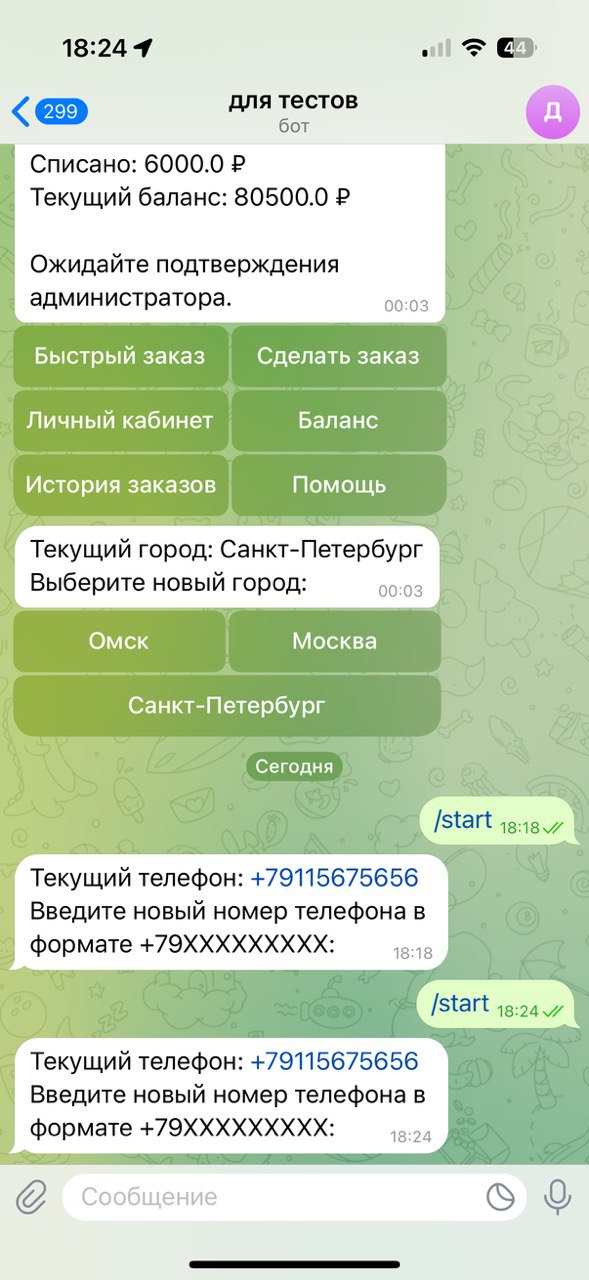 18:24
44
299
для тестов
бот
Д
Списано: 6000.0 ₽
Текущий баланс: 80500.0 ₽
Ожидайте подтверждения
администратора.
00:03
Быстрый заказ
Сделать заказ
Личный кабинет
Баланс
История заказов
Помощь
Текущий город: Санкт-Петербург
Выберите новый город:
00:03
Омск
Москва
Санкт-Петербург
Сегодня
/start
18:18
Текущий телефон: +79115675656
Введите новый номер телефона в
формате +79XXXXXXXXX:
18:18
/start
18:24
Текущий телефон: +79115675656
Введите новый номер телефона в
формате +79XXXXXXXXX:
18:24
Сообщение